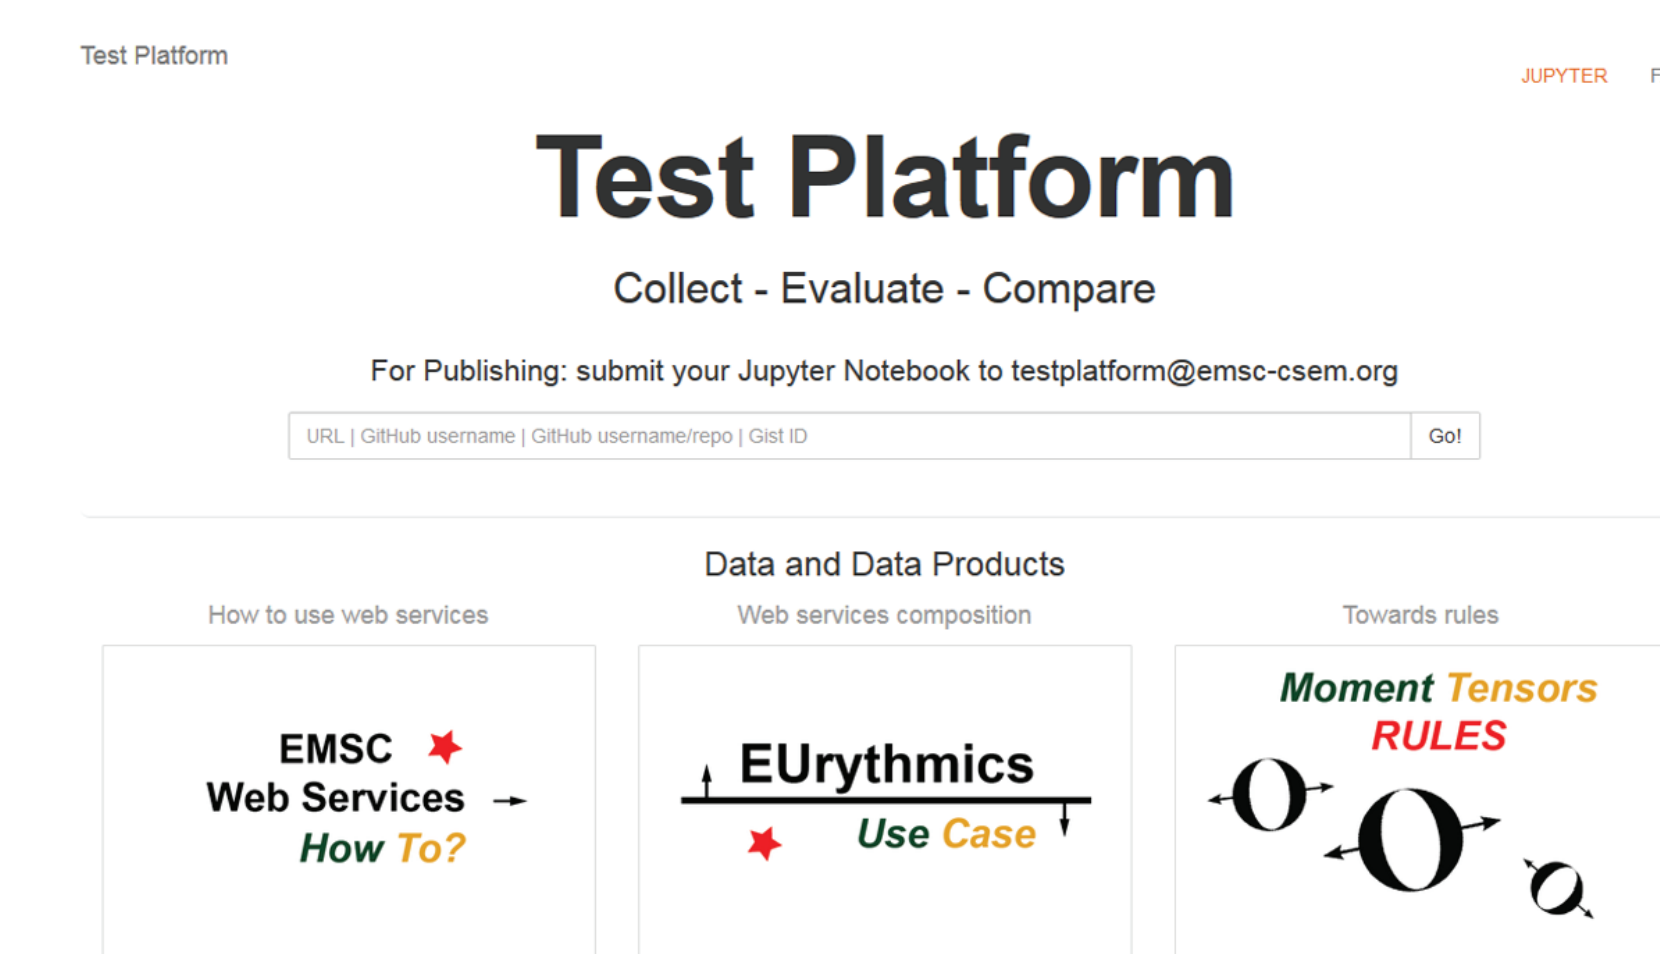 Test Platform
JUPYTER F
Test Platform
Collect - Evaluate - Compare
For Publishing: submit your Jupyter Notebook to testplatform@emsc-csem.org
URL | GitHub username | GitHub username/repo | Gist ID
Go!
Data and Data Products
How to use web services
Web services composition
Towards rules
EMSC
Web Services
How To?
EUrythmics
Use Case
Moment Tensors
RULES